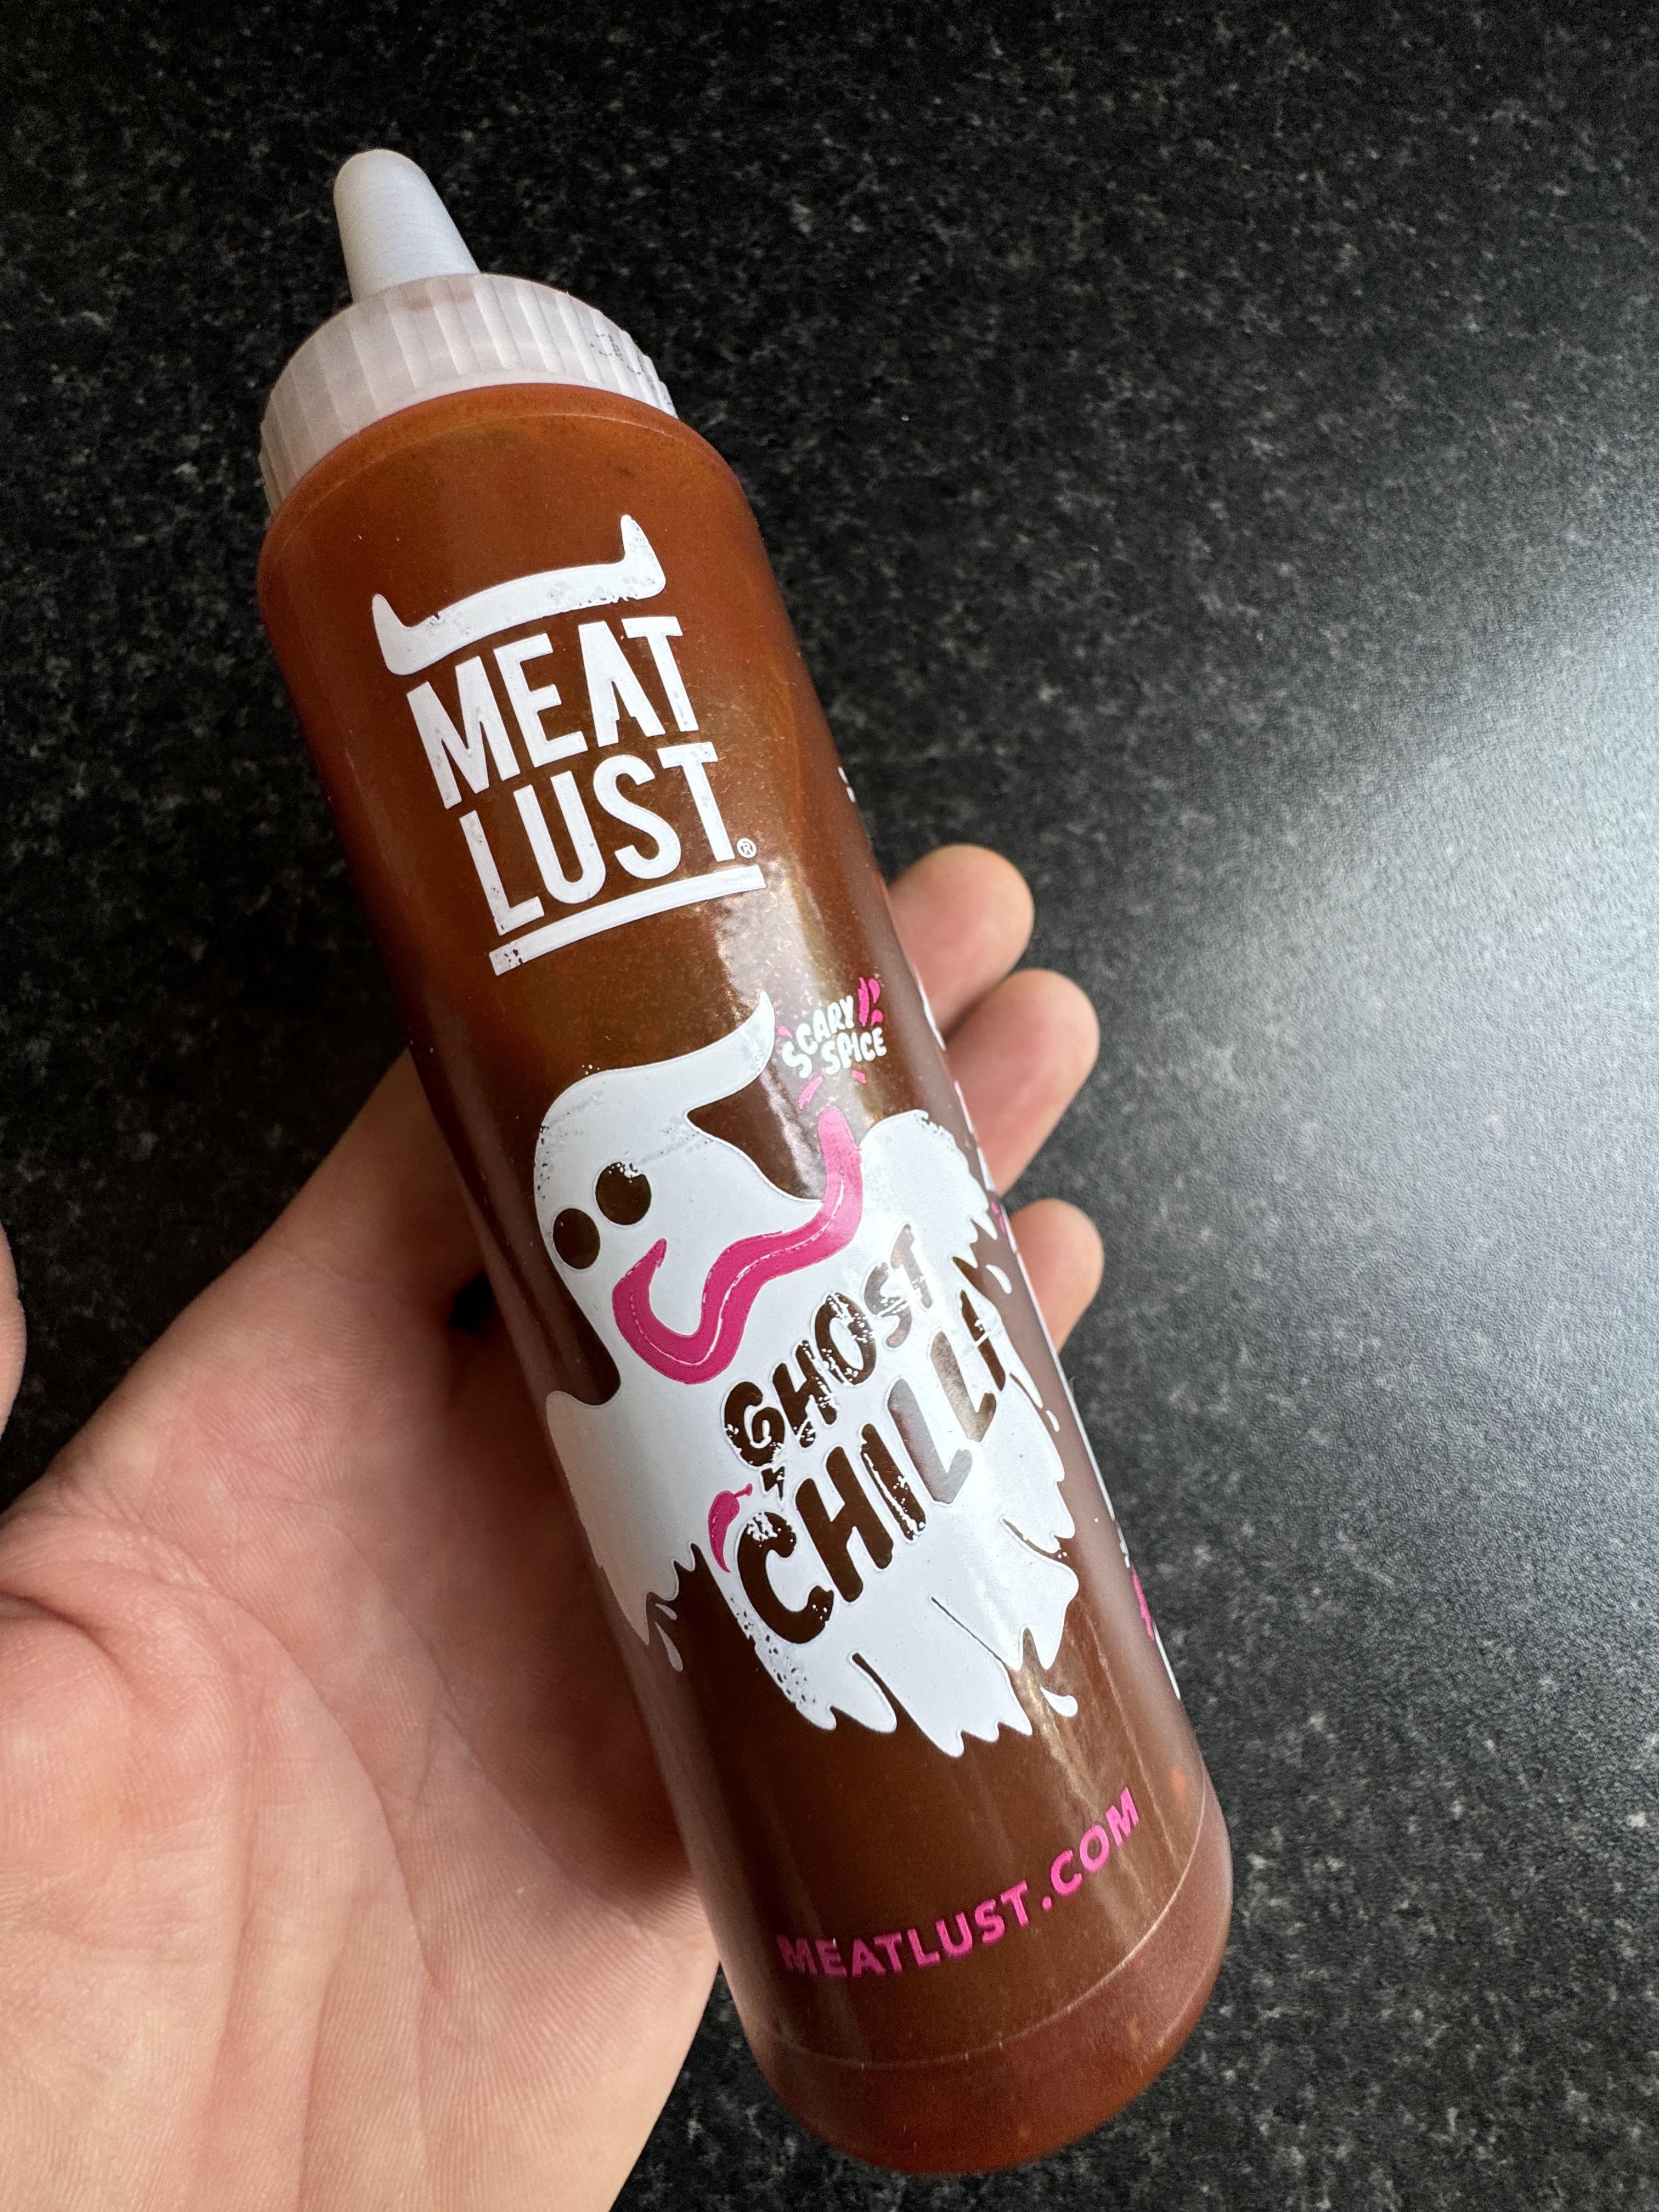 MEAT
LUST®
SCARY
SPICE
GHOST
CHILLI
MEATLUST.COM